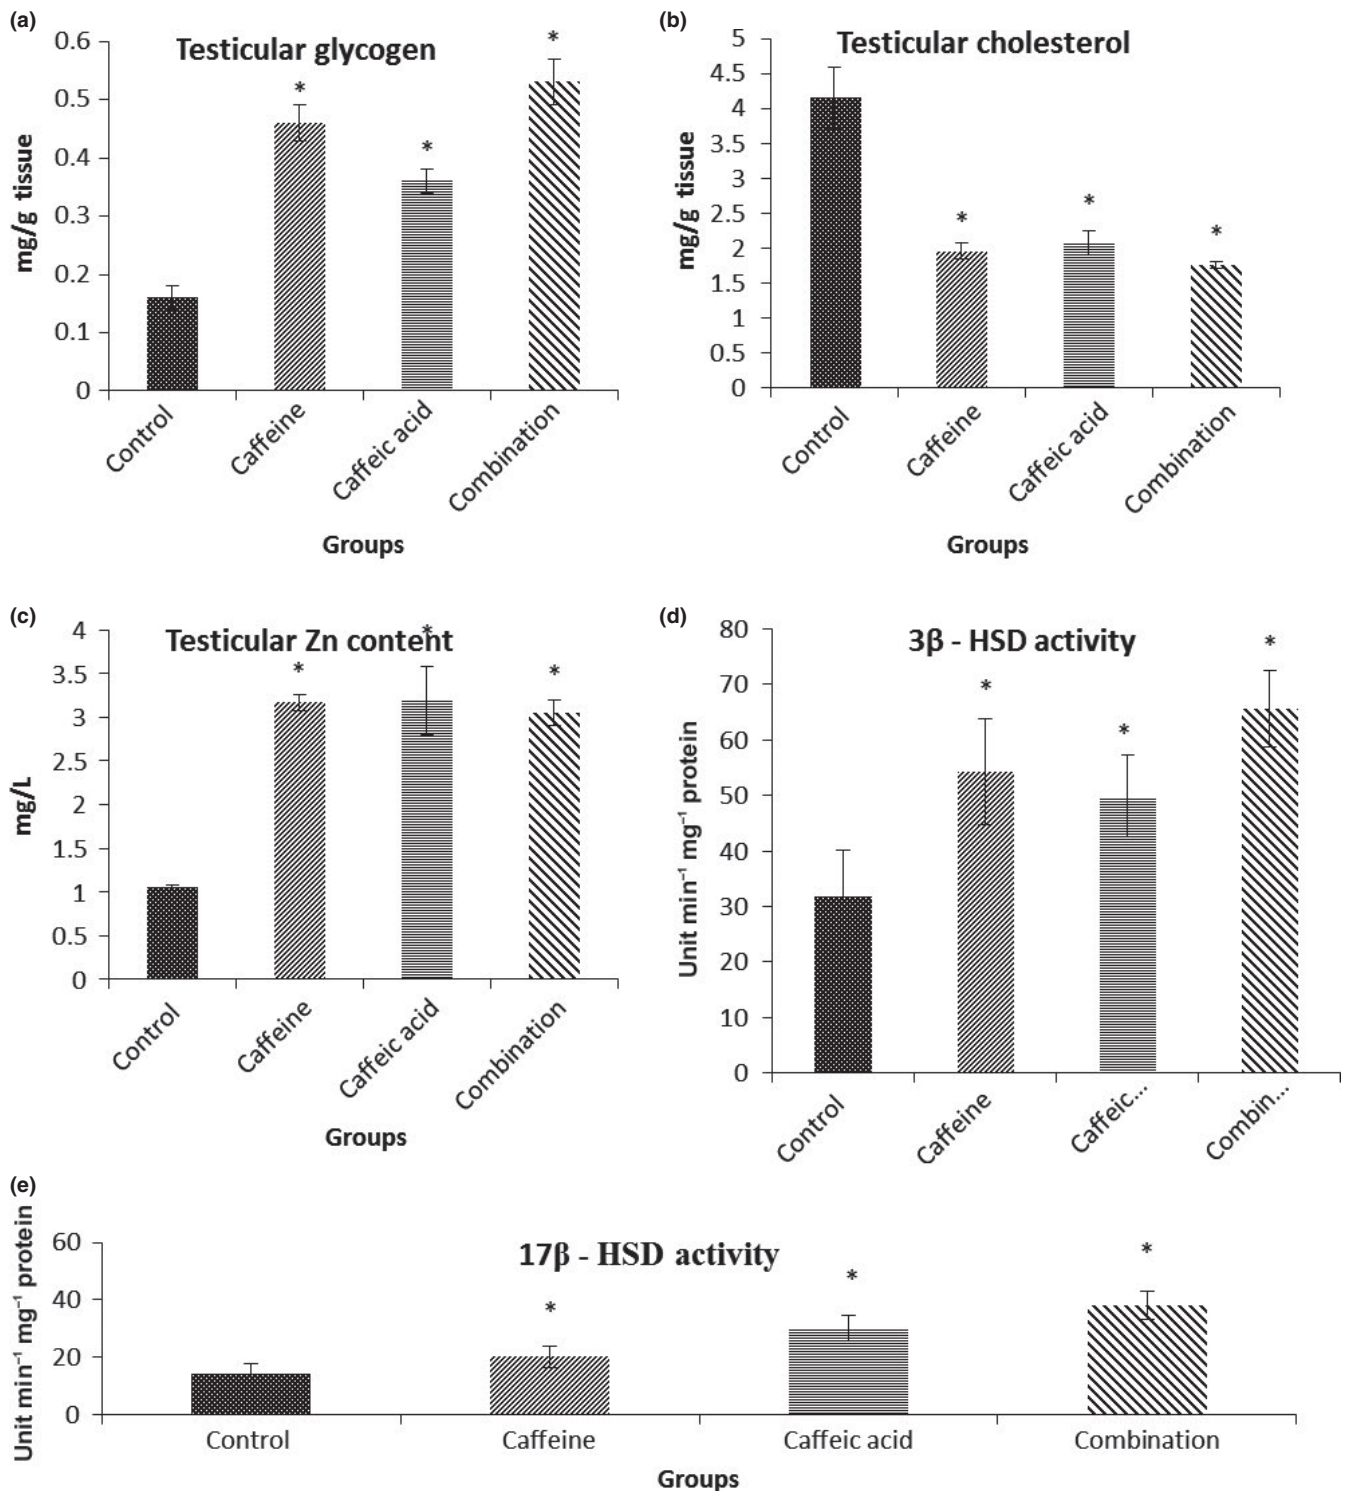 (a)
Testicular glycogen
mg/g tissue
0.6
0.5
0.4
0.3
0.2
0.1
0
*
*
*
Control
Caffeine
Caffeic acid
Combination
Groups
(b)
Testicular cholesterol
mg/g tissue
5
4.5
4
3.5
3
2.5
2
1.5
1
0.5
0
*
*
*
Control
Caffeine
Caffeic acid
Combination
Groups
(c)
Testicular Zn content
mg/L
4
3.5
3
2.5
2
1.5
1
0.5
0
*
*
*
Control
Caffeine
Caffeic acid
Combination
Groups
(d)
3β - HSD activity
Unit min⁻¹ mg⁻¹ protein
80
70
60
50
40
30
20
10
0
*
*
*
Control
Caffeine
Caffeic...
Combin...
(e)
17β - HSD activity
Unit min⁻¹ mg⁻¹ protein
60
40
20
0
*
*
*
Control
Caffeine
Caffeic acid
Combination
Groups